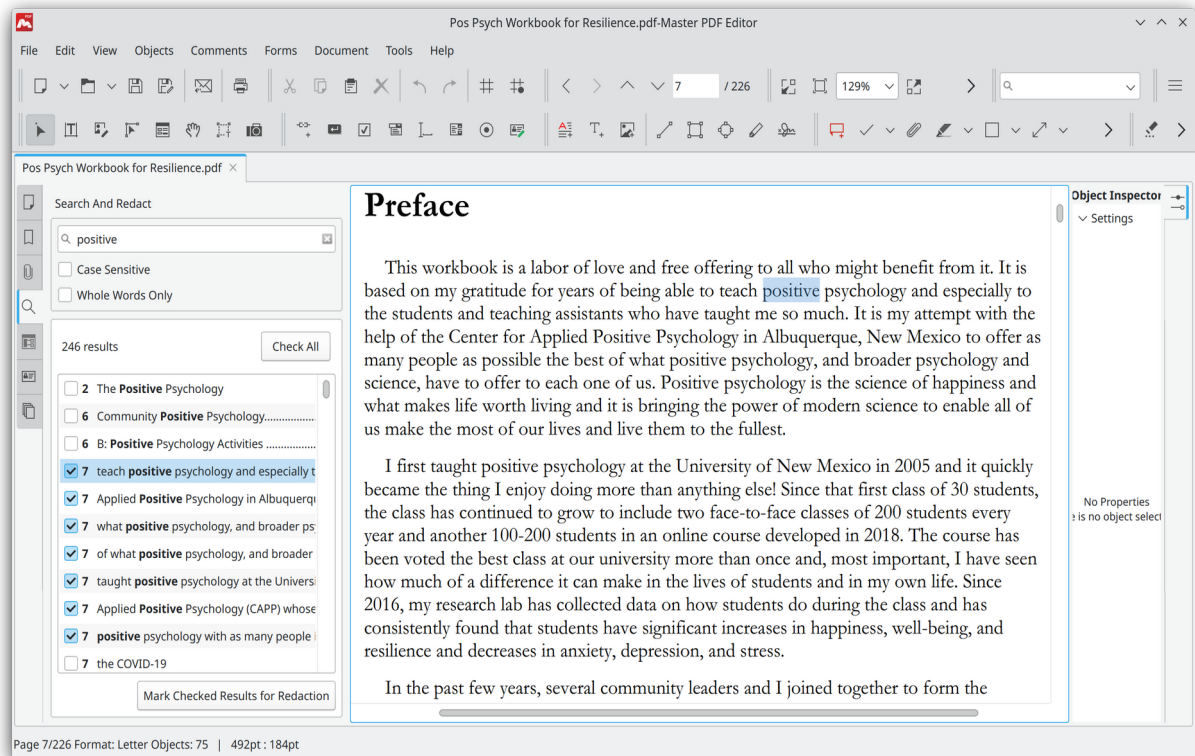 Pos Psych Workbook for Resilience.pdf-Master PDF Editor
File Edit View Objects Comments Forms Document Tools Help
7 / 226 129%
Pos Psych Workbook for Resilience.pdf
Search And Redact
positive
Case Sensitive
Whole Words Only
246 results Check All
2 The Positive Psychology
6 Community Positive Psychology................
6 B: Positive Psychology Activities ...............
7 teach positive psychology and especially t
7 Applied Positive Psychology in Albuquerqu
7 what positive psychology, and broader ps
7 of what positive psychology, and broader
7 taught positive psychology at the Universi
7 Applied Positive Psychology (CAPP) whose
7 positive psychology with as many people i
7 the COVID-19
Mark Checked Results for Redaction
Preface
This workbook is a labor of love and free offering to all who might benefit from it. It is
based on my gratitude for years of being able to teach positive psychology and especially to
the students and teaching assistants who have taught me so much. It is my attempt with the
help of the Center for Applied Positive Psychology in Albuquerque, New Mexico to offer as
many people as possible the best of what positive psychology, and broader psychology and
science, have to offer to each one of us. Positive psychology is the science of happiness and
what makes life worth living and it is bringing the power of modern science to enable all of
us make the most of our lives and live them to the fullest.
I first taught positive psychology at the University of New Mexico in 2005 and it quickly
became the thing I enjoy doing more than anything else! Since that first class of 30 students,
the class has continued to grow to include two face-to-face classes of 200 students every
year and another 100-200 students in an online course developed in 2018. The course has
been voted the best class at our university more than once and, most important, I have seen
how much of a difference it can make in the lives of students and in my own life. Since
2016, my research lab has collected data on how students do during the class and has
consistently found that students have significant increases in happiness, well-being, and
resilience and decreases in anxiety, depression, and stress.
In the past few years, several community leaders and I joined together to form the
Object Inspector
Settings
No Properties
e is no object select
Page 7/226 Format: Letter Objects: 75 | 492pt : 184pt